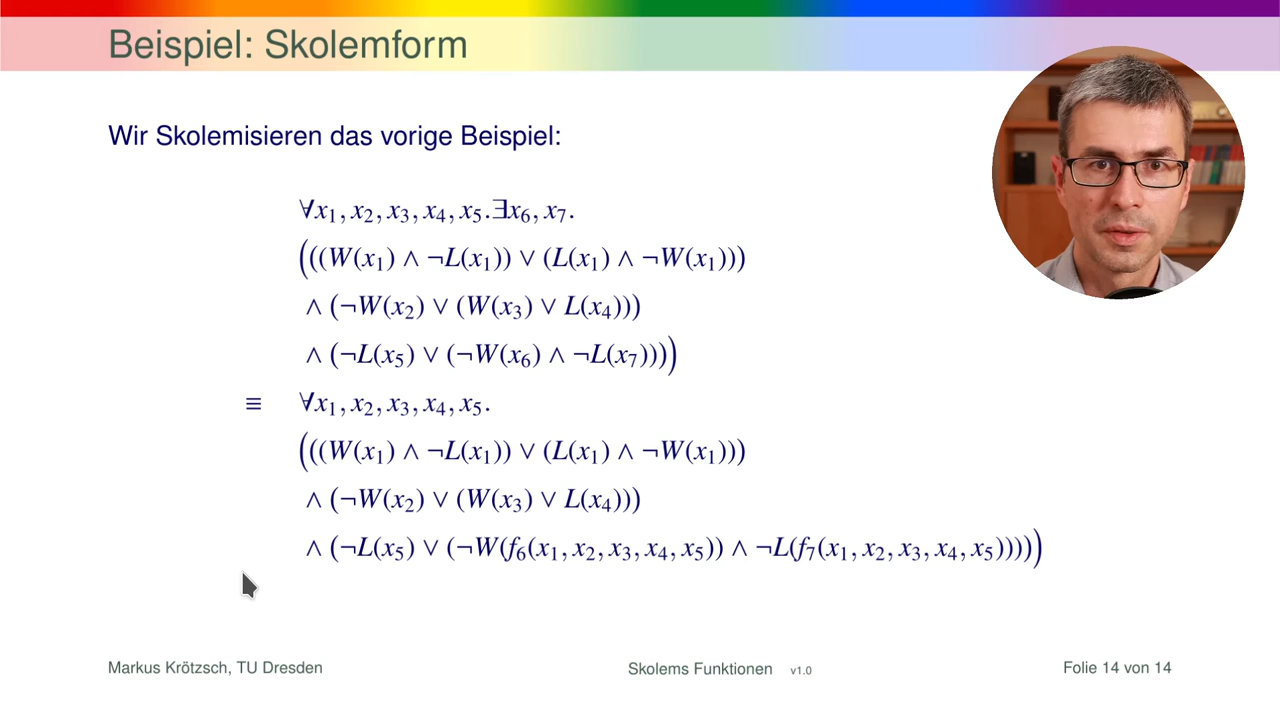 Beispiel: Skolemform
Wir Skolemisieren das vorige Beispiel:
∀x₁, x₂, x₃, x₄, x₅.∃x₆, x₇.
(((W(x₁) ∧ ¬L(x₁)) ∨ (L(x₁) ∧ ¬W(x₁)))
∧ (¬W(x₂) ∨ (W(x₃) ∨ L(x₄)))
∧ (¬L(x₅) ∨ (¬W(x₆) ∧ ¬L(x₇))))
≡ ∀x₁, x₂, x₃, x₄, x₅.
(((W(x₁) ∧ ¬L(x₁)) ∨ (L(x₁) ∧ ¬W(x₁)))
∧ (¬W(x₂) ∨ (W(x₃) ∨ L(x₄)))
∧ (¬L(x₅) ∨ (¬W(f₆(x₁, x₂, x₃, x₄, x₅)) ∧ ¬L(f₇(x₁, x₂, x₃, x₄, x₅)))))
Markus Krötzsch, TU Dresden
Skolems Funktionen v1.0
Folie 14 von 14